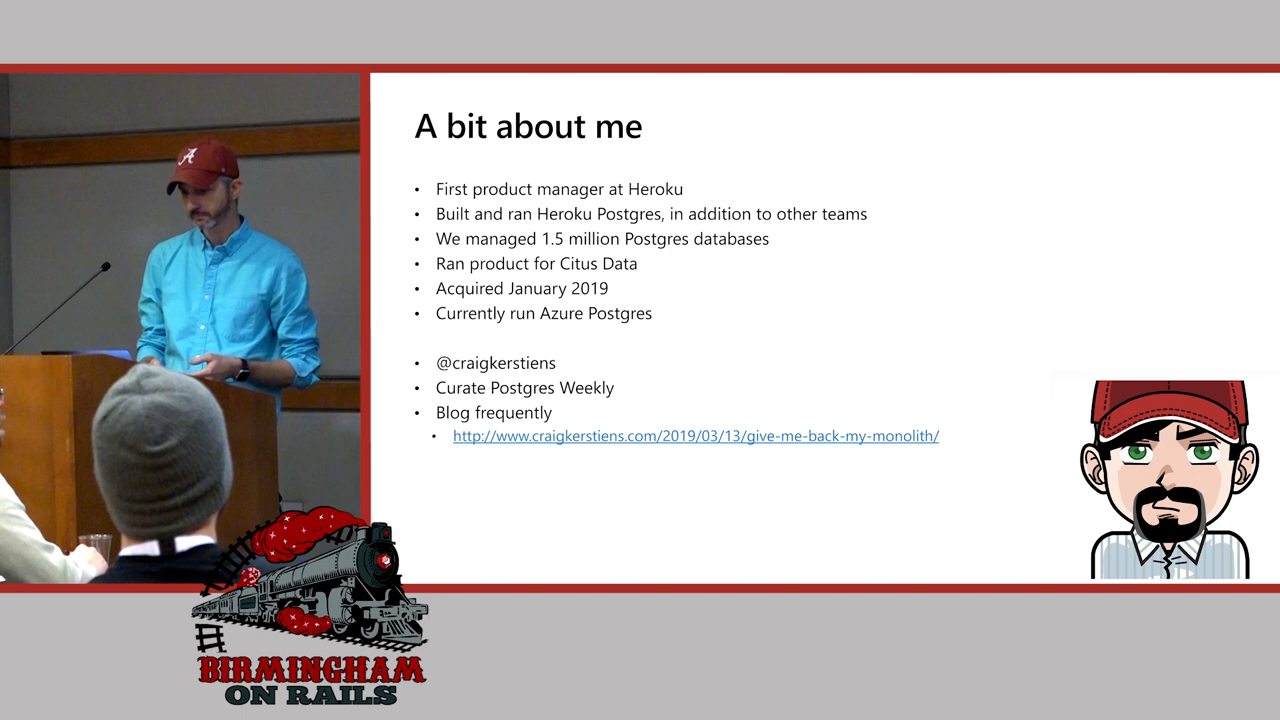 A
A bit about me
• First product manager at Heroku
• Built and ran Heroku Postgres, in addition to other teams
• We managed 1.5 million Postgres databases
• Ran product for Citus Data
• Acquired January 2019
• Currently run Azure Postgres
• @craigkerstiens
• Curate Postgres Weekly
• Blog frequently
• http://www.craigkerstiens.com/2019/03/13/give-me-back-my-monolith/
BIRMINGHAM
ON RAILS